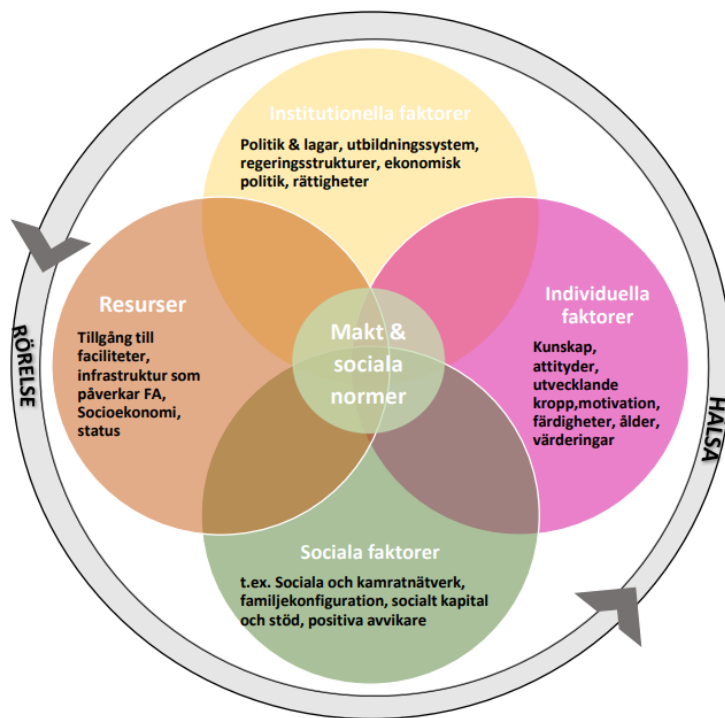 Institutionella faktorer
Politik & lagar, utbildningssystem,
regeringsstrukturer, ekonomisk
politik, rättigheter
RÖRELSE
Resurser
Tillgång till
faciliteter,
infrastruktur som
påverkar FA,
Socioekonomi,
status
Makt &
sociala
normer
Individuella
faktorer
Kunskap,
attityder,
utvecklande
kropp,motivation,
färdigheter, ålder,
värderingar
HÄLSA
Sociala faktorer
t.ex. Sociala och kamratnätverk,
familjekonfiguration, socialt kapital
och stöd, positiva avvikare